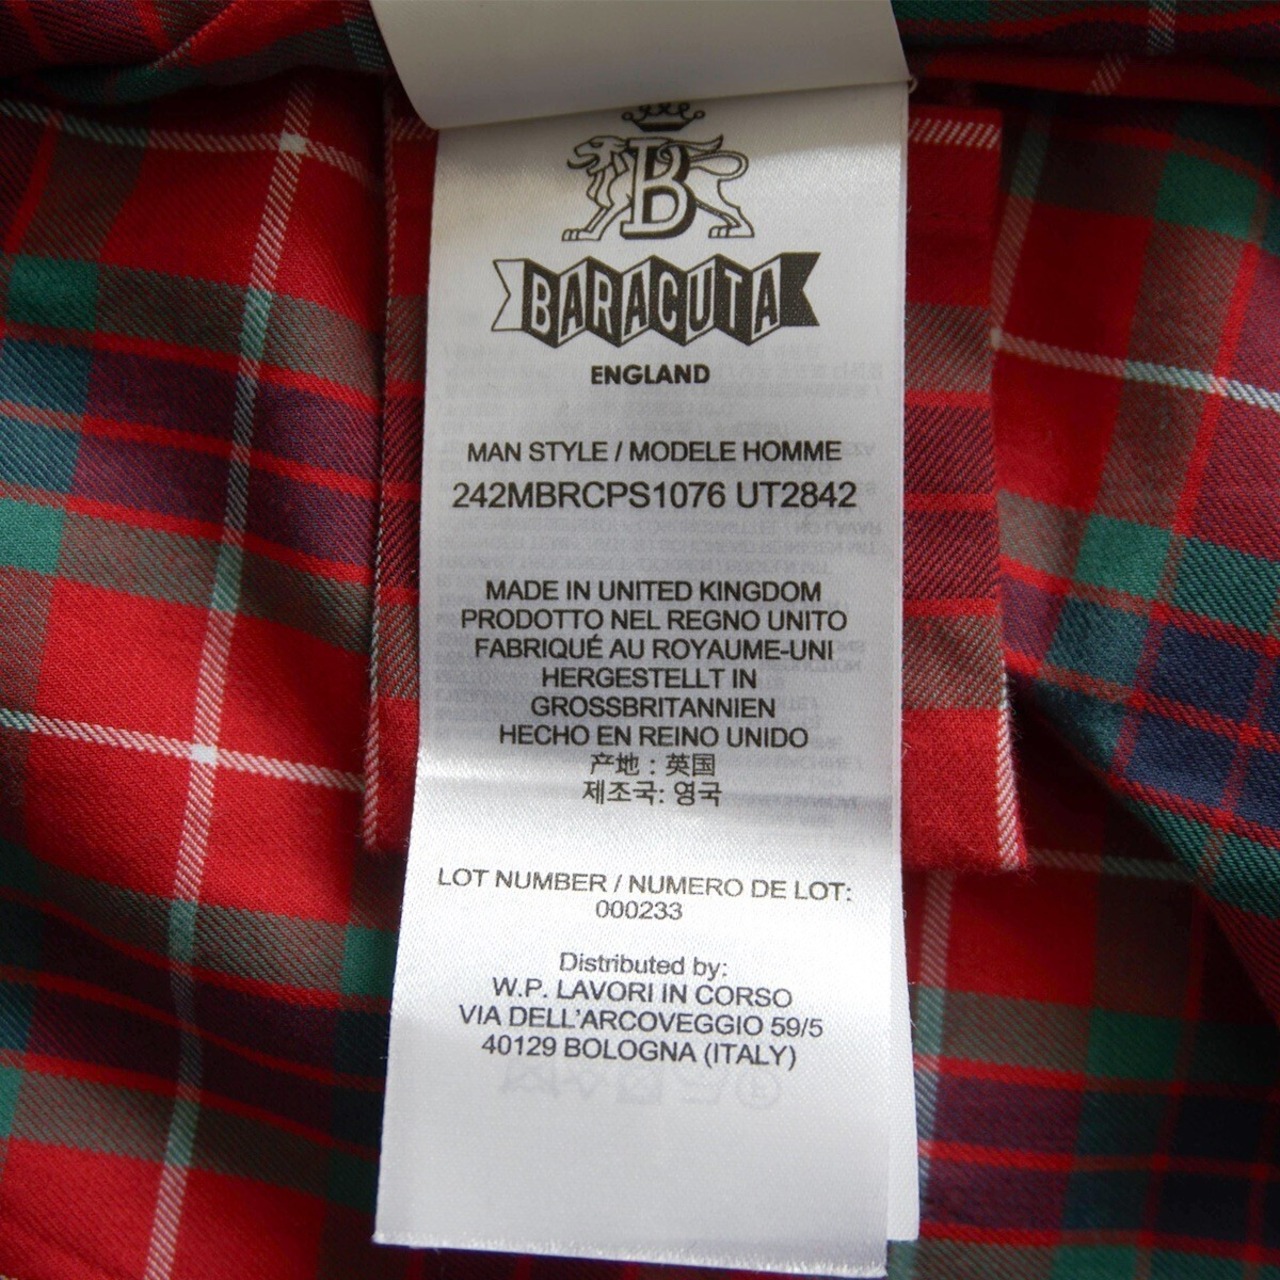 B
BARACUTA
ENGLAND
MAN STYLE / MODELE HOMME
242MBRCPS1076 UT2842
MADE IN UNITED KINGDOM
PRODOTTO NEL REGNO UNITO
FABRIQUÉ AU ROYAUME-UNI
HERGESTELLT IN
GROSSBRITANNIEN
HECHO EN REINO UNIDO
产地：英国
제조국: 영국
LOT NUMBER / NUMERO DE LOT:
000233
Distributed by:
W.P. LAVORI IN CORSO
VIA DELL'ARCOVEGGIO 59/5
40129 BOLOGNA (ITALY)